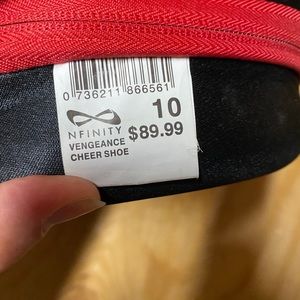 0 736211 866561
10
NFINITY $89.99
VENGEANCE
CHEER SHOE